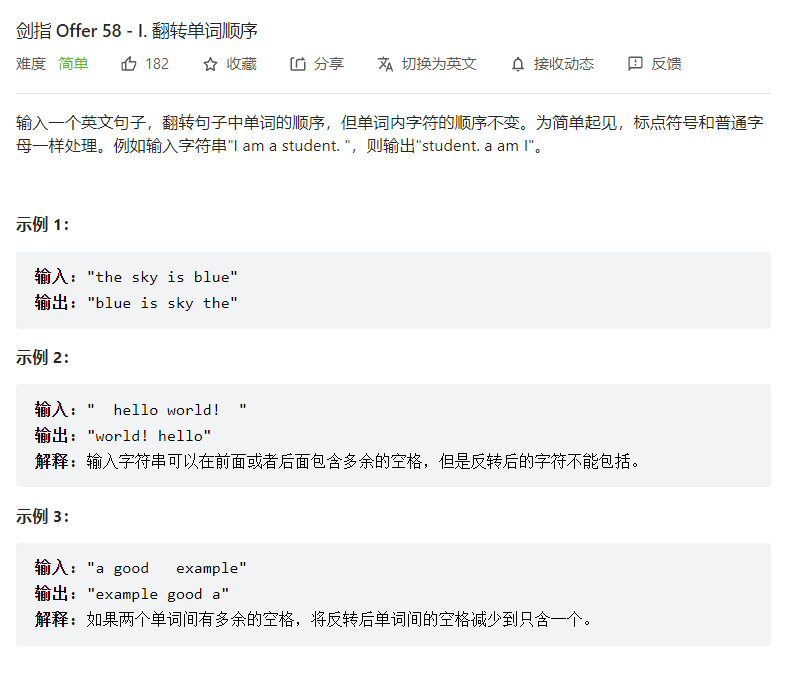 剑指 Offer 58 - I. 翻转单词顺序
难度 简单 182 收藏 分享 切换为英文 接收动态 反馈
输入一个英文句子，翻转句子中单词的顺序，但单词内字符的顺序不变。为简单起见，标点符号和普通字
母一样处理。例如输入字符串"I am a student. "，则输出"student. a am I"。
示例 1：
输入："the sky is blue"
输出："blue is sky the"
示例 2：
输入："  hello world!  "
输出："world! hello"
解释：输入字符串可以在前面或者后面包含多余的空格，但是反转后的字符不能包括。
示例 3：
输入："a good   example"
输出："example good a"
解释：如果两个单词间有多余的空格，将反转后单词间的空格减少到只含一个。